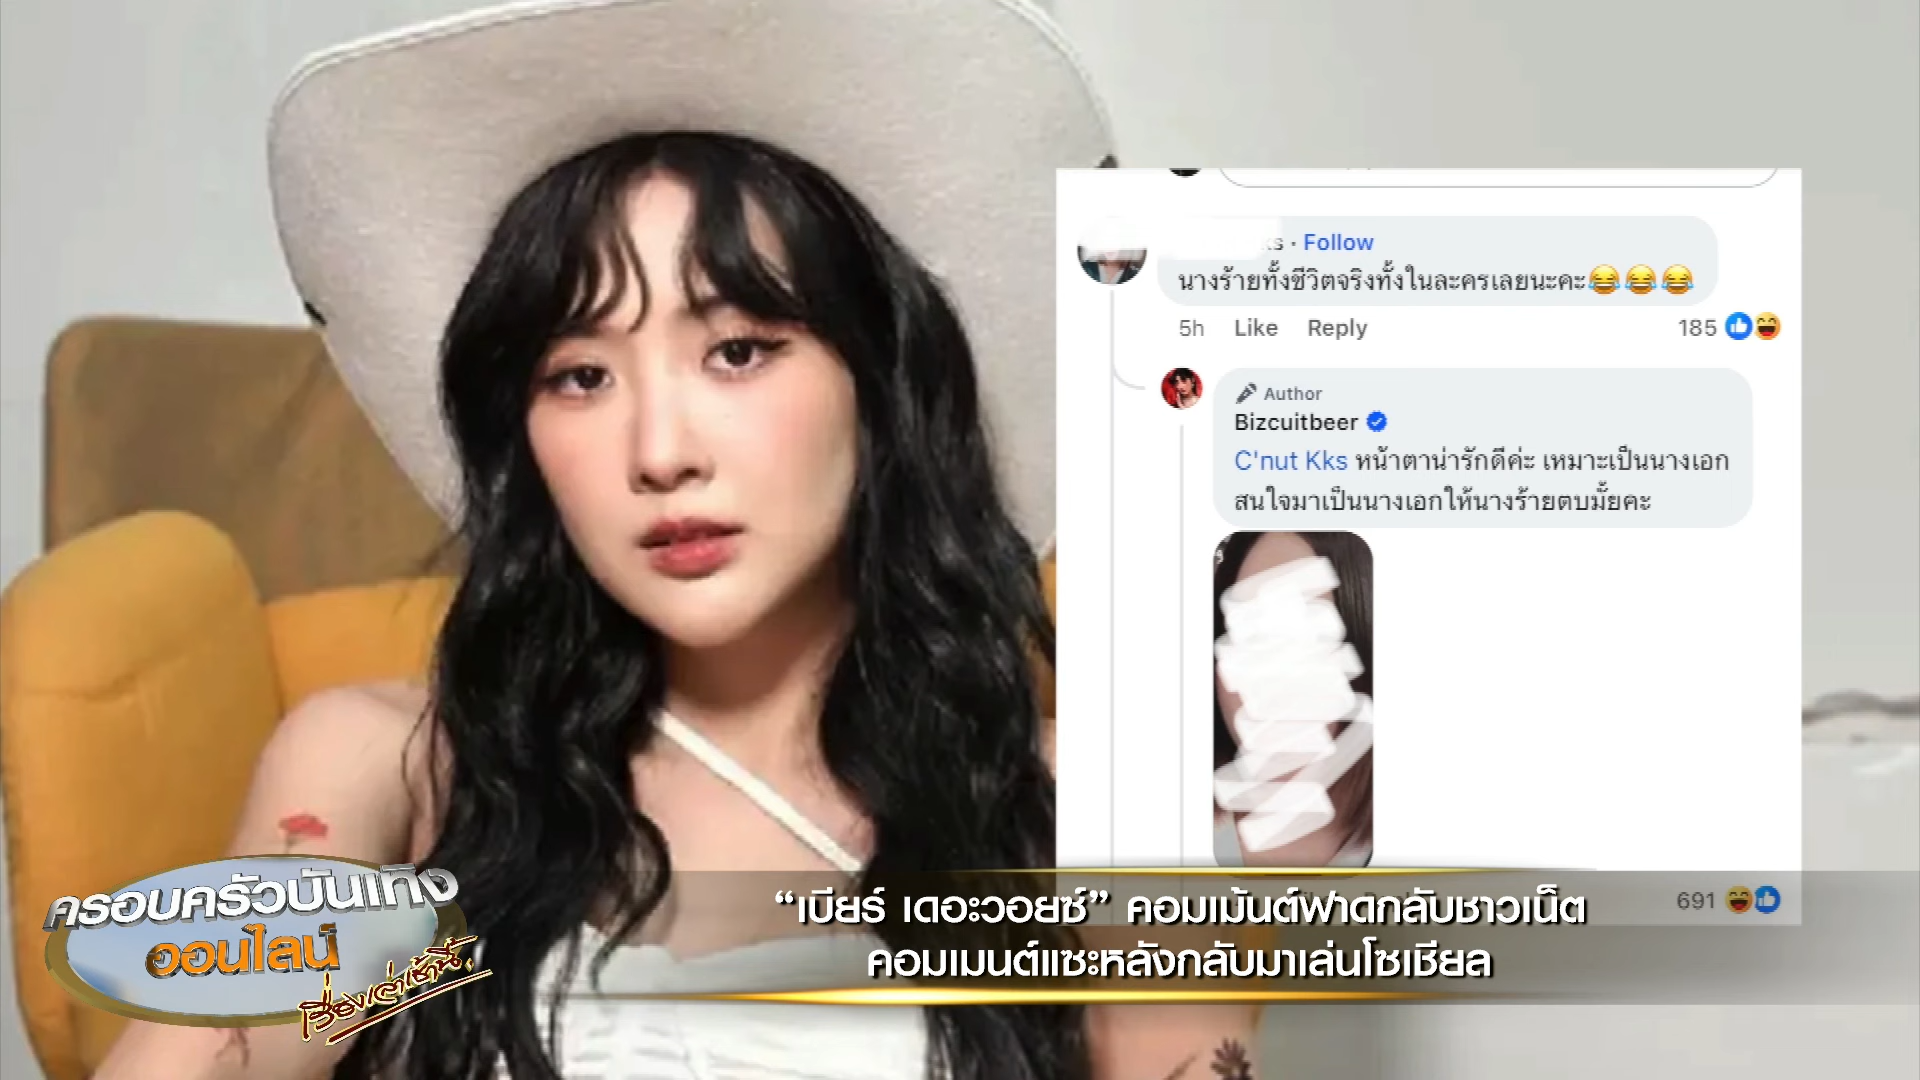 ks · Follow
นางร้ายทั้งชีวิตจริงทั้งในละครเลยนะคะ😂😂😂
5h Like Reply 185
Author
Bizcuitbeer
C'nut Kks หน้าตาน่ารักดีค่ะ เหมาะเป็นนางเอก
สนใจมาเป็นนางเอกให้นางร้ายตบมั้ยคะ
691
ครอบครัวบันเทิง
ออนไลน์
เรื่องเล่าเช้านี้
“เบียร์ เดอะวอยซ์” คอมเม้นต์ฟาดกลับชาวเน็ต
คอมเมนต์แซะหลังกลับมาเล่นโซเชียล